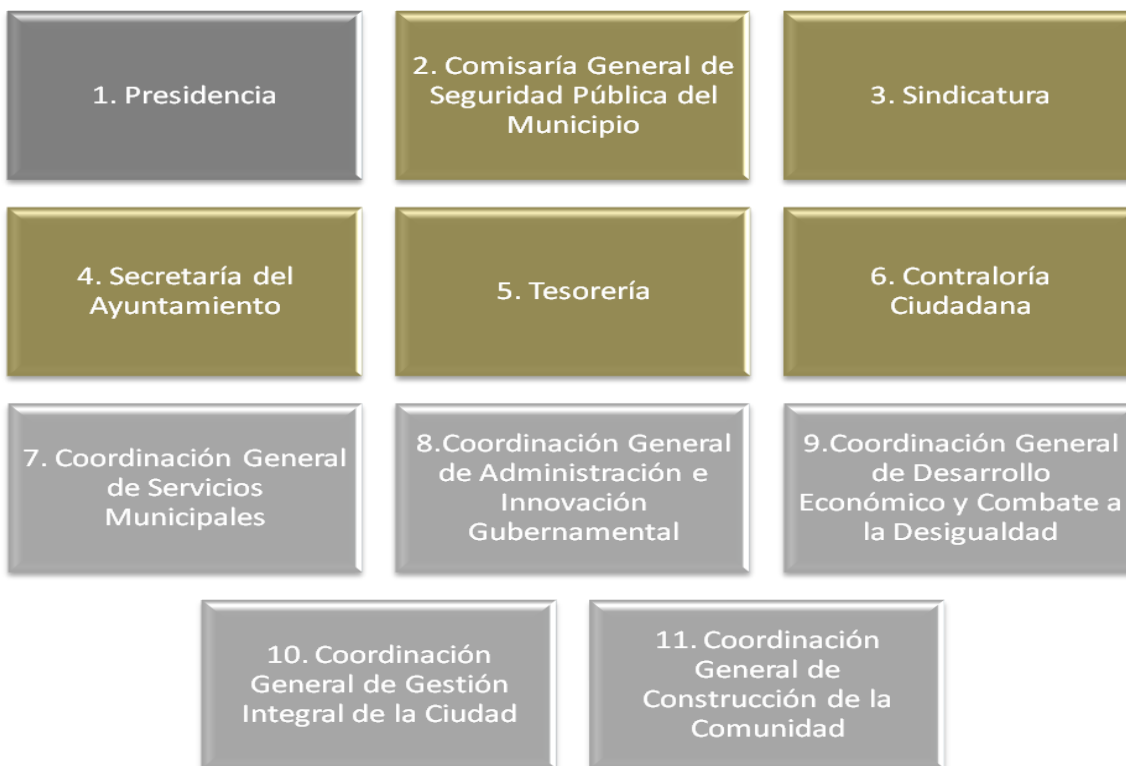 1. Presidencia
2. Comisaría General de
Seguridad Pública del
Municipio
3. Sindicatura
4. Secretaría del
Ayuntamiento
5. Tesorería
6. Contraloría
Ciudadana
7. Coordinación General
de Servicios
Municipales
8.Coordinación General
de Administración e
Innovación
Gubernamental
9.Coordinación General
de Desarrollo
Económico y Combate a
la Desigualdad
10. Coordinación
General de Gestión
Integral de la Ciudad
11. Coordinación
General de
Construcción de la
Comunidad